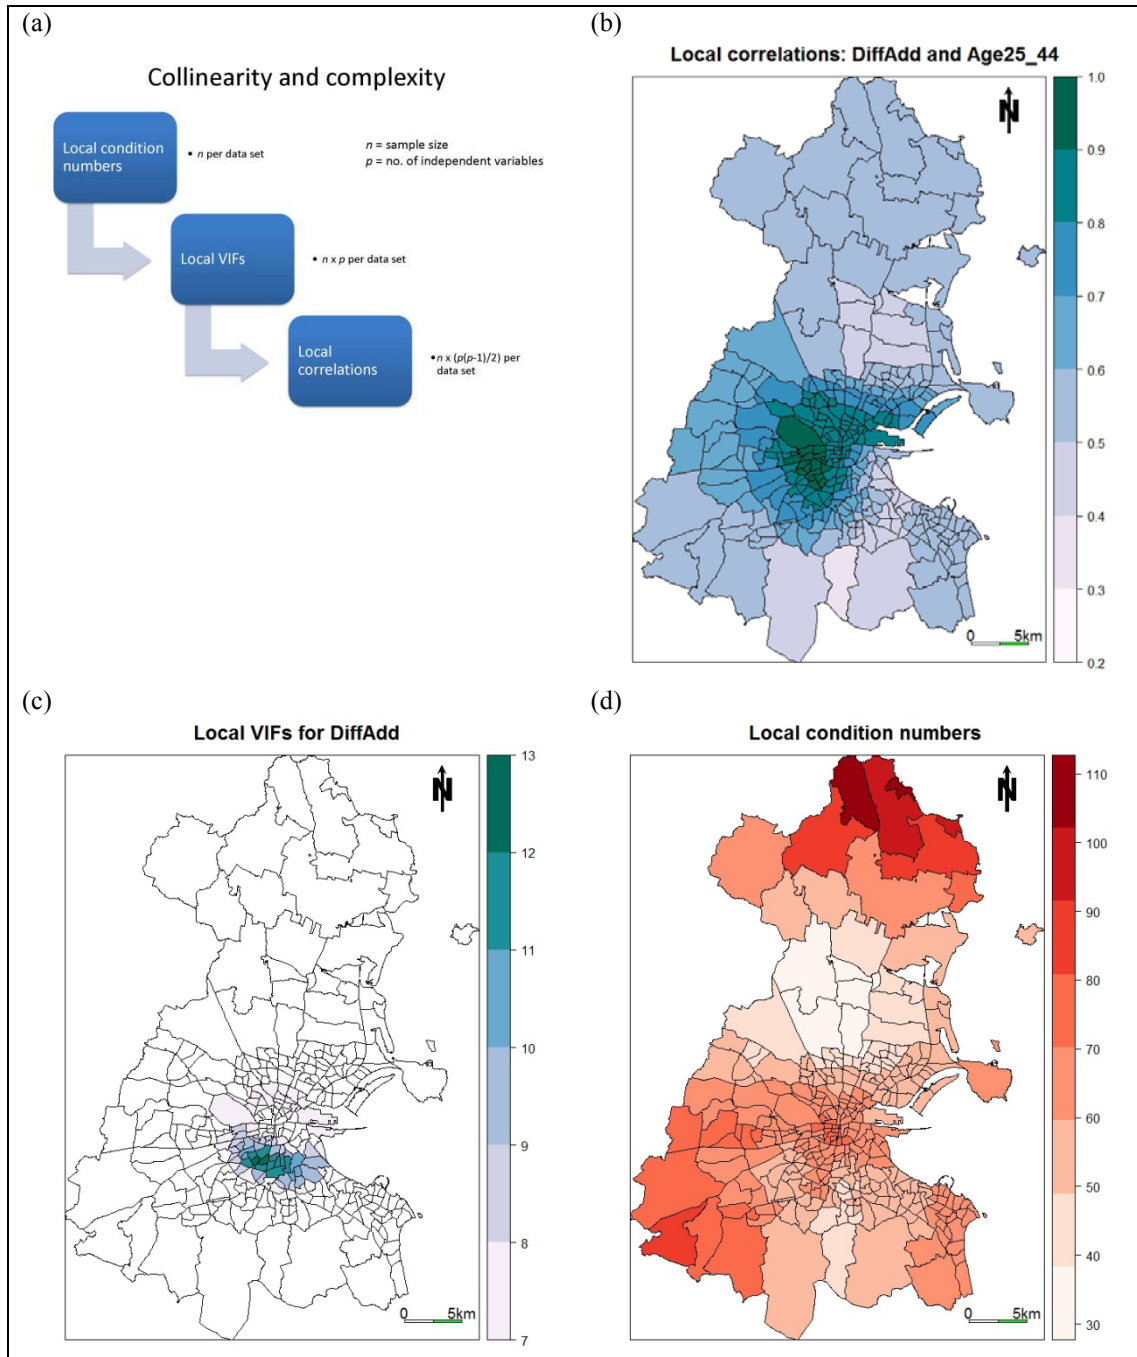 (a)
Collinearity and complexity
Local condition
numbers
• n per data set
n = sample size
p = no. of independent variables
Local VIFs
• n x p per data set
Local
correlations
•n x (p(p-1)/2) per
data set
(b)
Local correlations: DiffAdd and Age25_44
N
1.0
0.9
0.8
0.7
0.6
0.5
0.4
0.3
0.2
0 5km
(c)
Local VIFs for DiffAdd
N
13
12
11
10
9
8
7
0 5km
(d)
Local condition numbers
N
110
100
90
80
70
60
50
40
30
0 5km